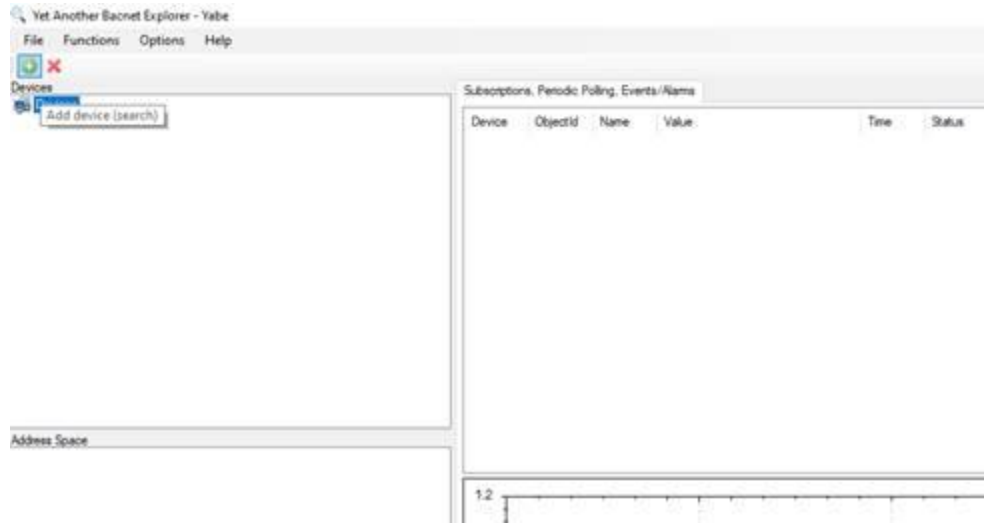 Yet Another Bacnet Explorer - Yabe
File Functions Options Help
Devices
Add device (search)
Subscriptions, Periodic Polling, Events/Alarms
Device ObjectId Name Value Time Status
Address Space
1.2